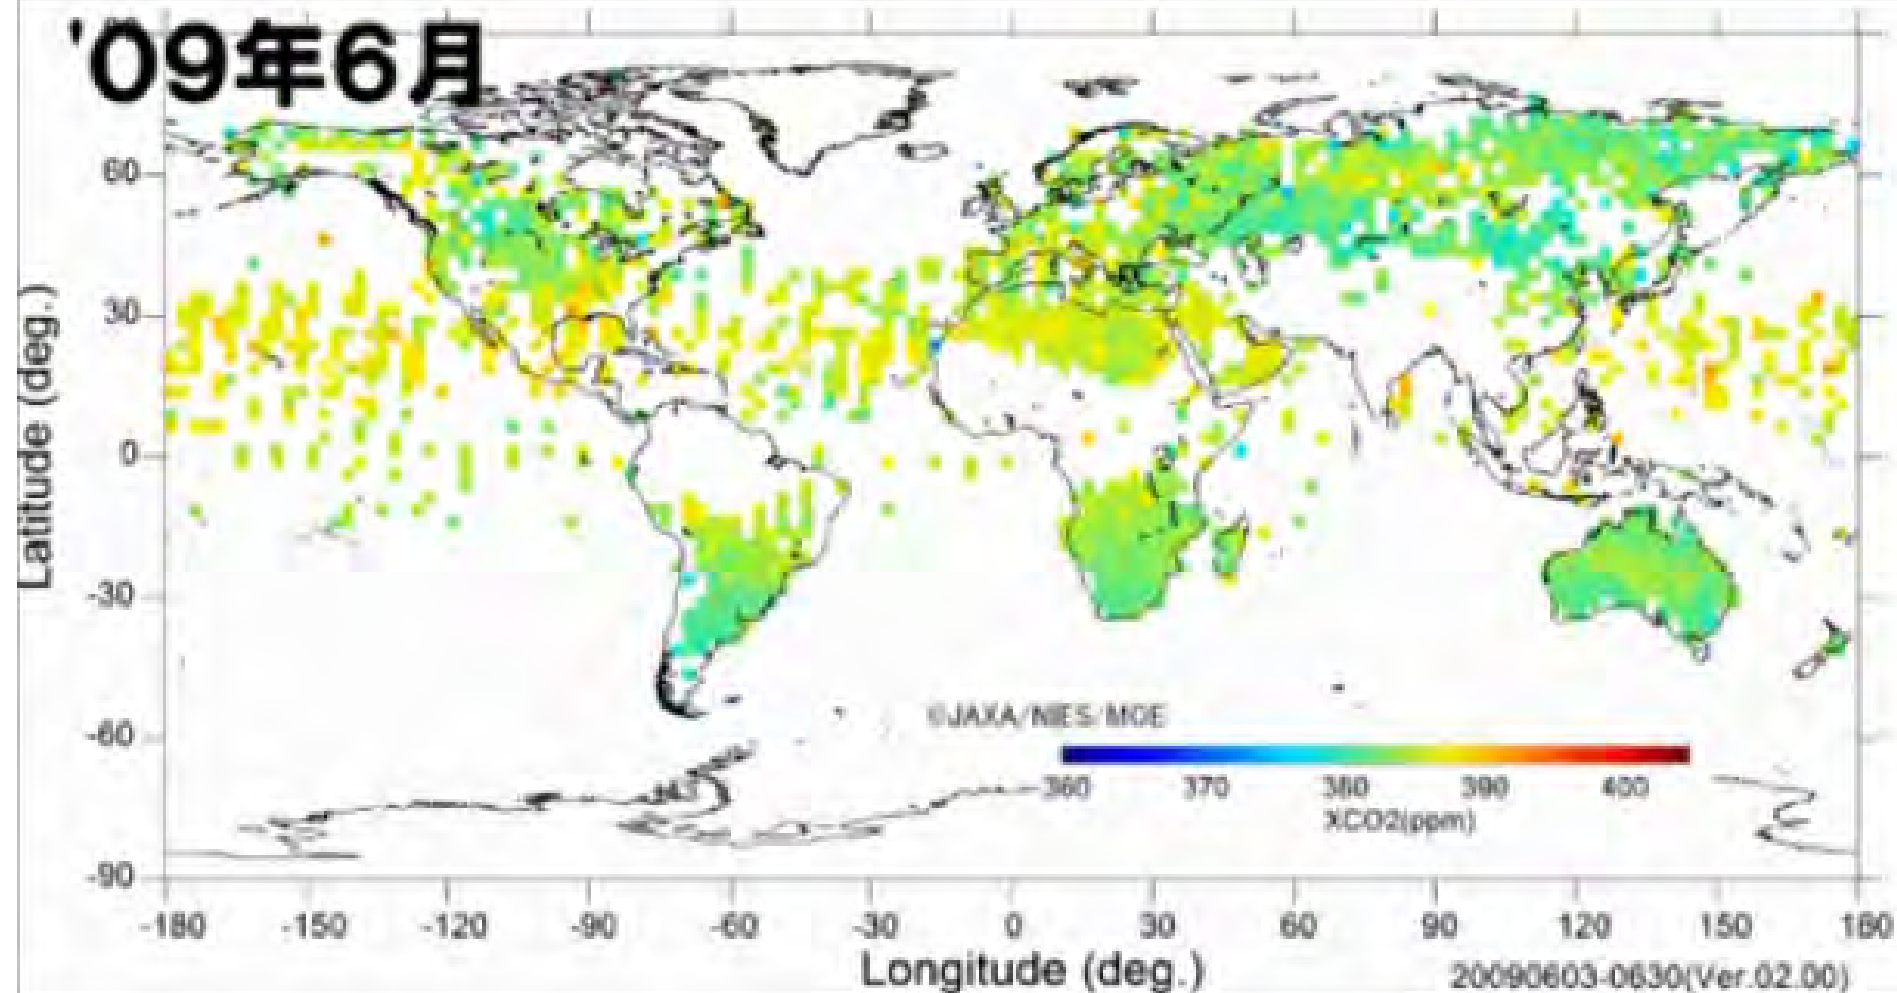 '09年6月
60
30
0
-30
-60
-90
Latitude (deg.)
©JAXA/NIES/MOE
360 370 380 390 400
XCO2(ppm)
-180 -150 -120 -90 -60 -30 0 30 60 90 120 150 180
Longitude (deg.)
20090603-0630(Ver.02.00)